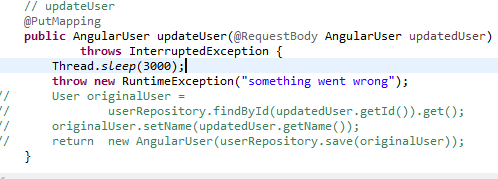 // updateUser
@PutMapping
public AngularUser updateUser(@RequestBody AngularUser updatedUser)
throws InterruptedException {
Thread.sleep(3000);
throw new RuntimeException("something went wrong");
// User originalUser =
// userRepository.findById(updatedUser.getId()).get();
// originalUser.setName(updatedUser.getName());
// return new AngularUser(userRepository.save(originalUser));
}